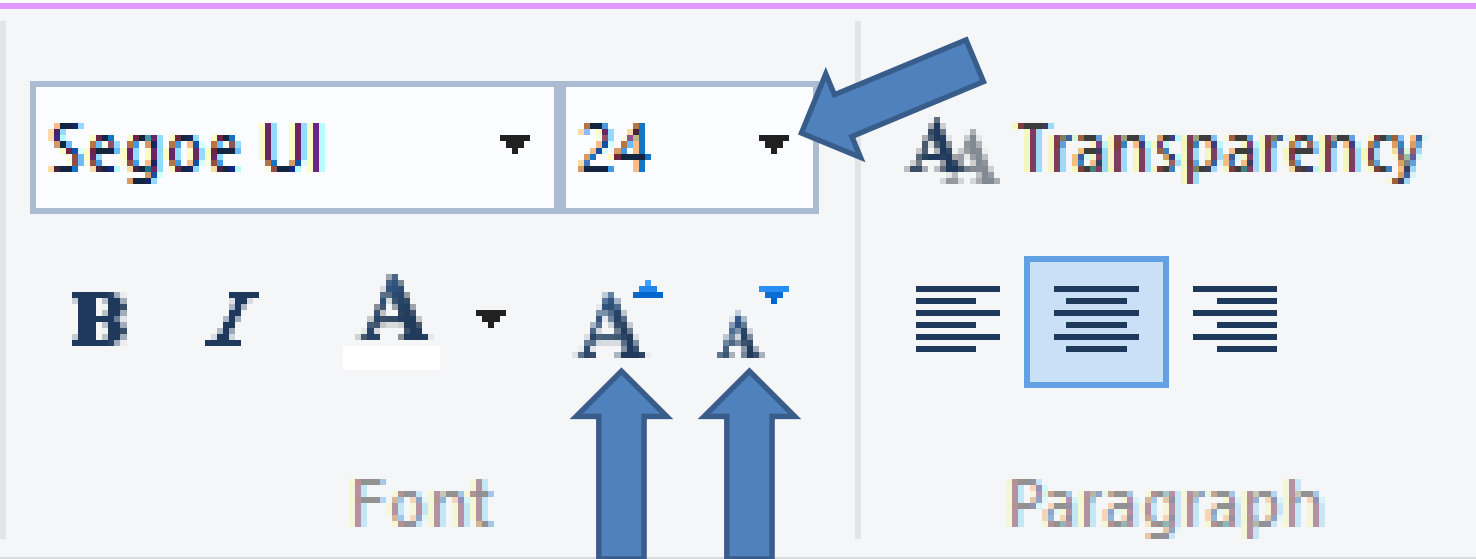 Segoe UI 24
Transparency
B I A A A
Font
Paragraph